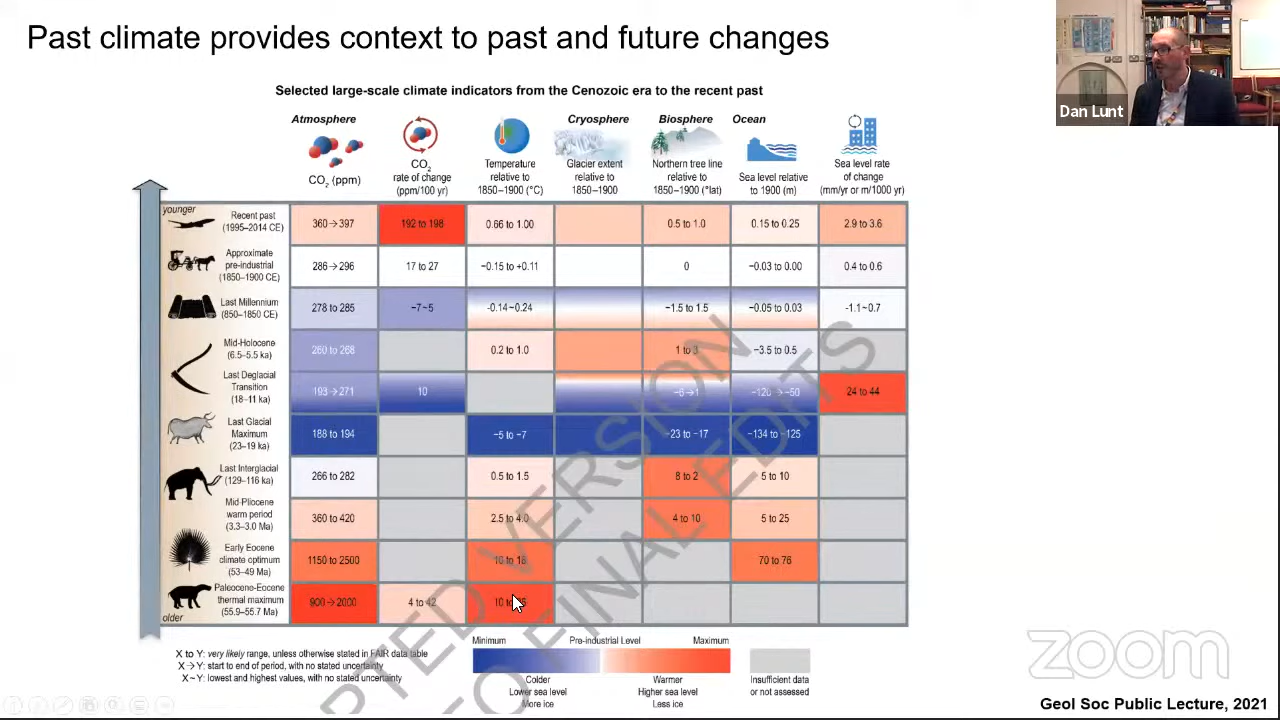 Past climate provides context to past and future changes
Dan Lunt
Selected large-scale climate indicators from the Cenozoic era to the recent past
Atmosphere
Cryosphere
Biosphere
Ocean
CO2 (ppm)
CO2
rate of change
(ppm/100 yr)
Temperature
relative to
1850−1900 (°C)
Glacier extent
relative to
1850−1900
Northern tree line
relative to
1850−1900 (°lat)
Sea level relative
to 1900 (m)
Sea level rate
of change
(mm/yr or m/1000 yr)
younger
Recent past
(1995−2014 CE)
360→397
192 to 198
0.66 to 1.00
0.5 to 1.0
0.15 to 0.25
2.9 to 3.6
Approximate
pre-industrial
(1850−1900 CE)
286→296
17 to 27
−0.15 to +0.11
0
−0.03 to 0.00
0.4 to 0.6
Last Millennium
(850−1850 CE)
278 to 285
−7~5
-0.14~0.24
−1.5 to 1.5
−0.05 to 0.03
-1.1~0.7
Mid-Holocene
(6.5−5.5 ka)
260 to 268
0.2 to 1.0
1 to 3
−3.5 to 0.5
Last Deglacial
Transition
(18−11 ka)
193→271
10
−120→−50
24 to 44
Last Glacial
Maximum
(23−19 ka)
188 to 194
−5 to −7
−23 to −17
−134 to −125
Last Interglacial
(129−116 ka)
266 to 282
0.5 to 1.5
8 to 2
5 to 10
Mid-Pliocene
warm period
(3.3−3.0 Ma)
360 to 420
2.5 to 4.0
4 to 10
5 to 25
Early Eocene
climate optimum
(53−49 Ma)
1150 to 2500
10 to 18
70 to 76
Paleocene-Eocene
thermal maximum
(55.9−55.7 Ma)
older
900→2000
4 to 42
10 to
Minimum
Pre-industrial Level
Maximum
X to Y: very likely range, unless otherwise stated in FAIR data table
X→Y: start to end of period, with no stated uncertainty
X~Y: lowest and highest values, with no stated uncertainty
Colder
Lower sea level
More ice
Warmer
Higher sea level
Less ice
Insufficient data
or not assessed
VERSION
FINAL EDITS
zoom
Geol Soc Public Lecture, 2021